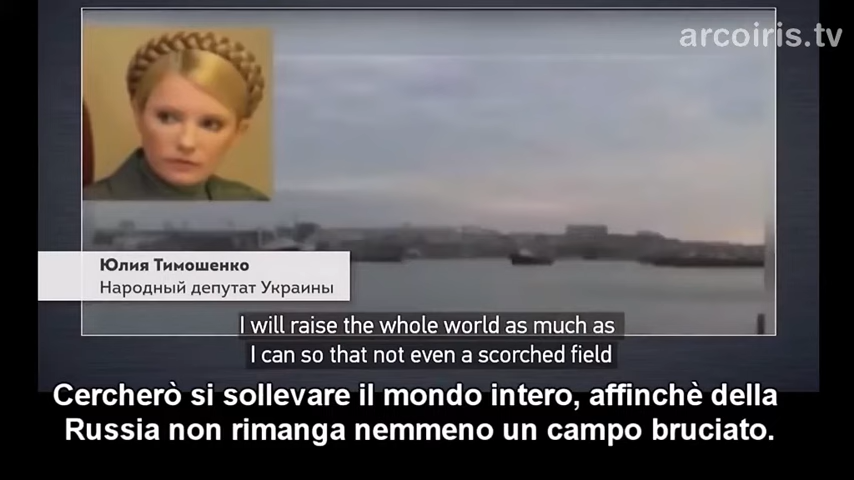 arcoiris.tv
Юлия Тимошенко
Народный депутат Украины
I will raise the whole world as much as
I can so that not even a scorched field
Cercherò si sollevare il mondo intero, affinchè della
Russia non rimanga nemmeno un campo bruciato.